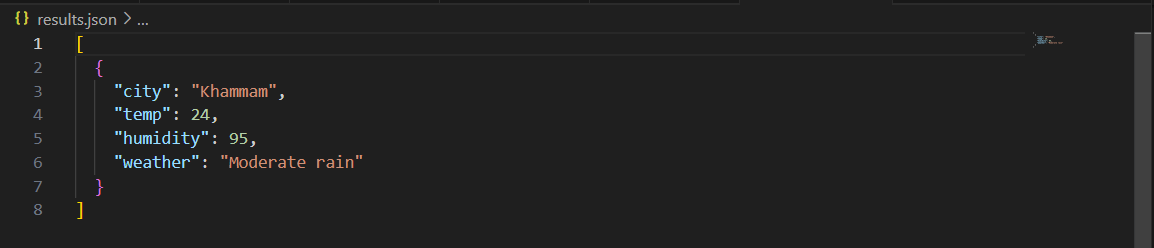 {} results.json > ...
1 [
2 {
3 "city": "Khammam",
4 "temp": 24,
5 "humidity": 95,
6 "weather": "Moderate rain"
7 }
8 ]